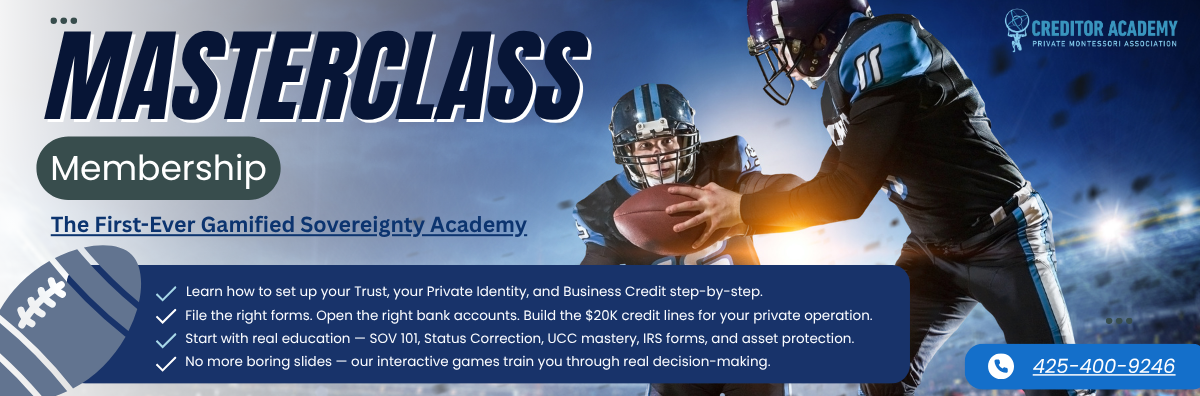 MASTERCLASS
CREDITOR ACADEMY
PRIVATE MONTESSORI ASSOCIATION
Membership
The First-Ever Gamified Sovereignty Academy
Learn how to set up your Trust, your Private Identity, and Business Credit step-by-step.
File the right forms. Open the right bank accounts. Build the $20K credit lines for your private operation.
Start with real education — SOV 101, Status Correction, UCC mastery, IRS forms, and asset protection.
No more boring slides — our interactive games train you through real decision-making.
425-400-9246